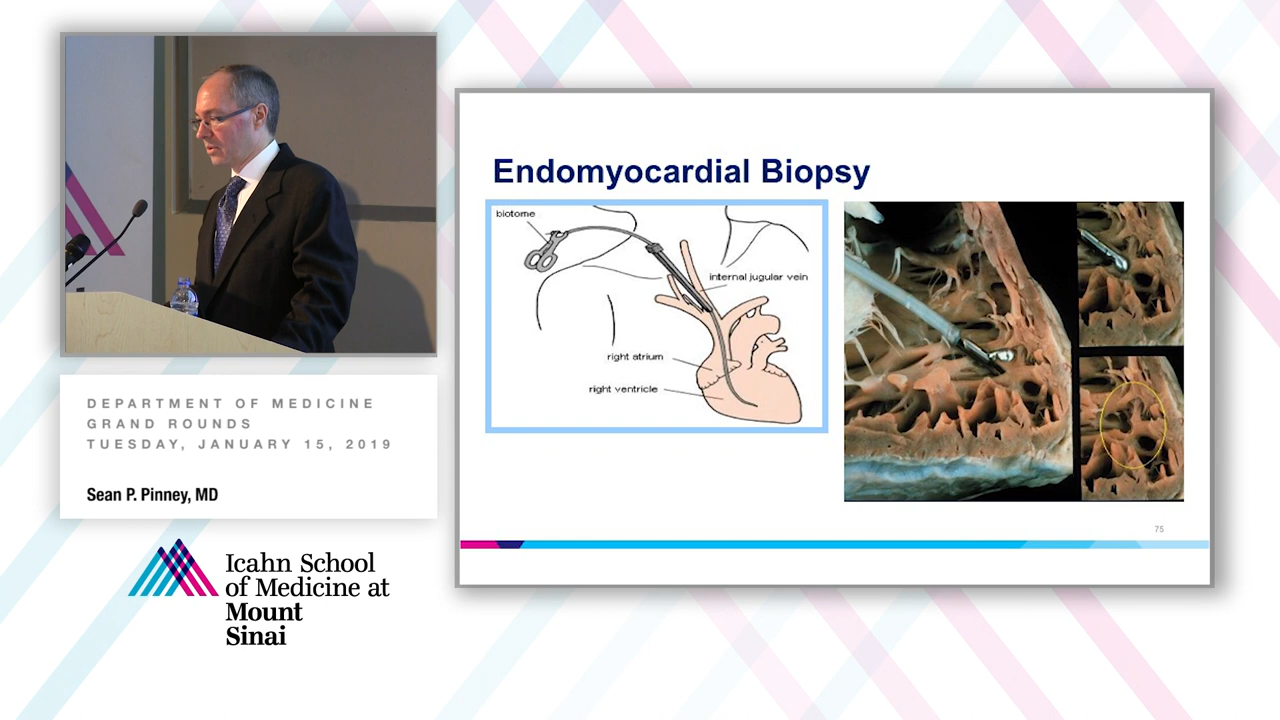 DEPARTMENT OF MEDICINE
GRAND ROUNDS
TUESDAY, JANUARY 15, 2019
Sean P. Pinney, MD
Icahn School
of Medicine at
Mount
Sinai
Endomyocardial Biopsy
biotome
internal jugular vein
right atrium
right ventricle
75